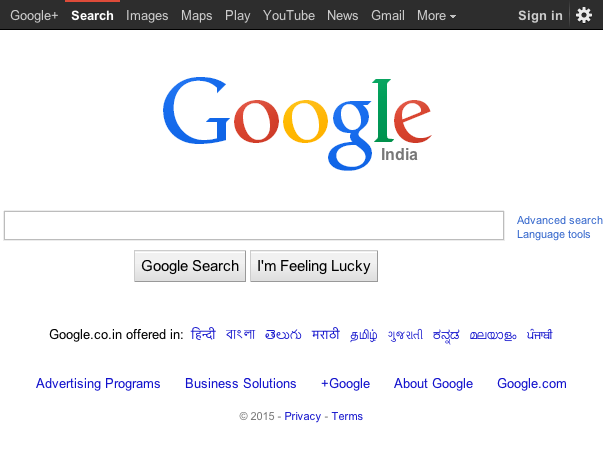 Google+ Search Images Maps Play YouTube News Gmail More Sign in
Google
India
Advanced search
Language tools
Google Search I'm Feeling Lucky
Google.co.in offered in: हिन्दी বাংলা తెలుగు मराठी தமிழ் ગુજરાતી ಕನ್ನಡ മലയാളം ਪੰਜਾਬੀ
Advertising Programs Business Solutions +Google About Google Google.com
© 2015 - Privacy - Terms